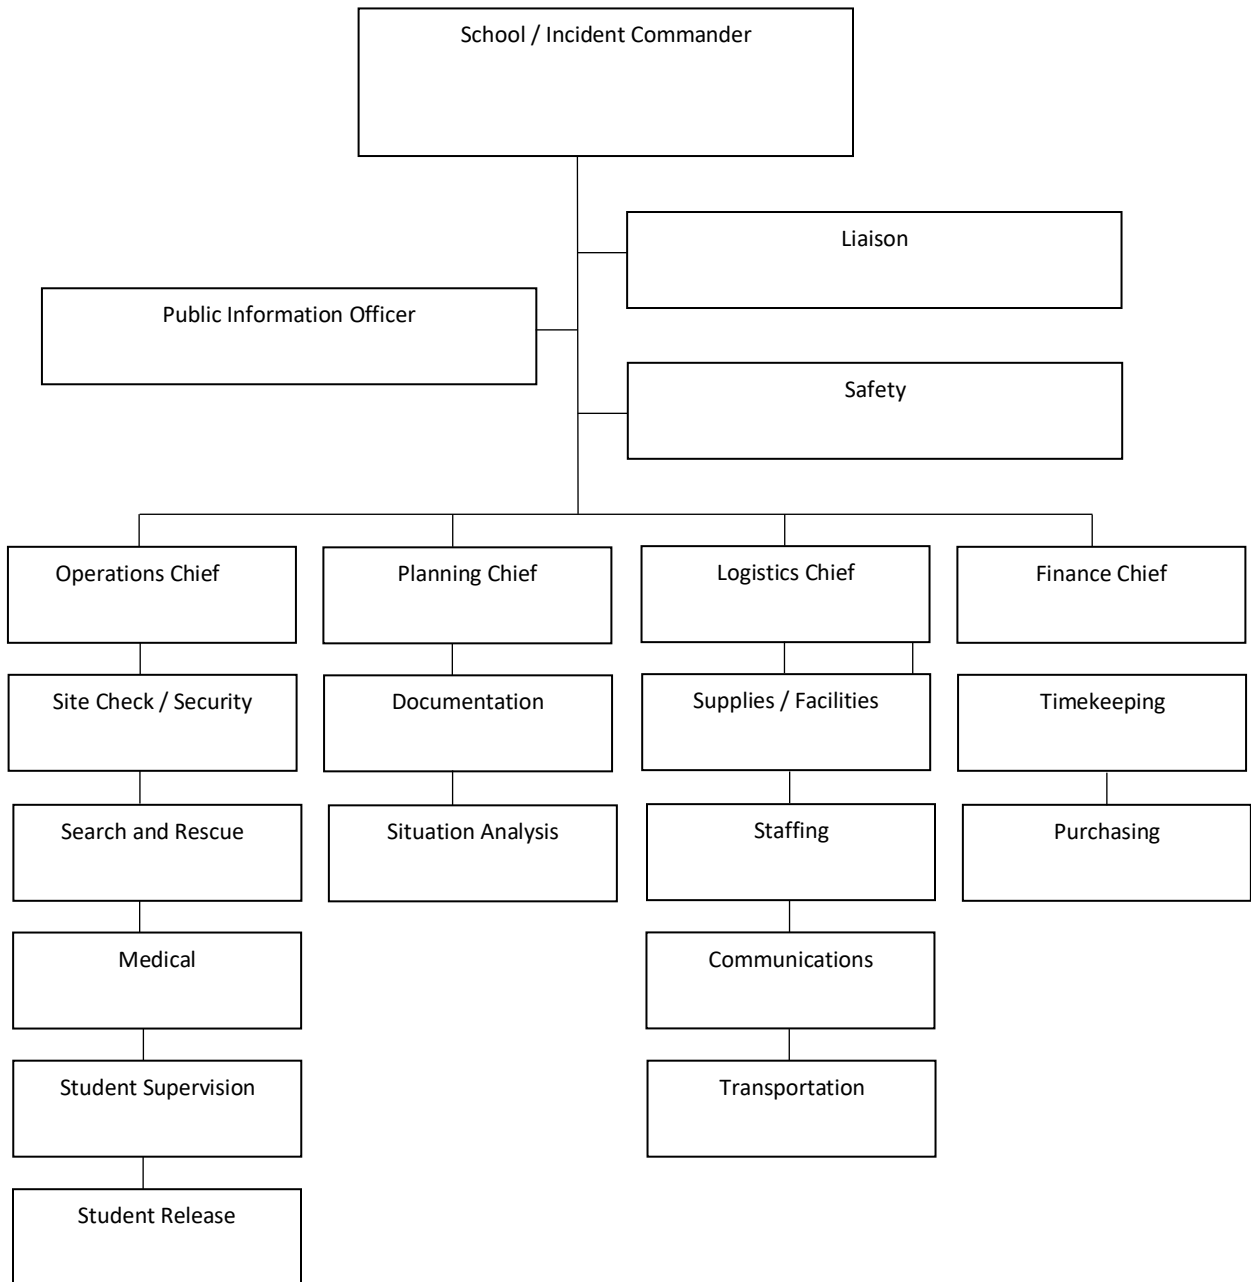 School / Incident Commander
Liaison
Public Information Officer
Safety
Operations Chief
Planning Chief
Logistics Chief
Finance Chief
Site Check / Security
Documentation
Supplies / Facilities
Timekeeping
Search and Rescue
Situation Analysis
Staffing
Purchasing
Medical
Communications
Student Supervision
Transportation
Student Release